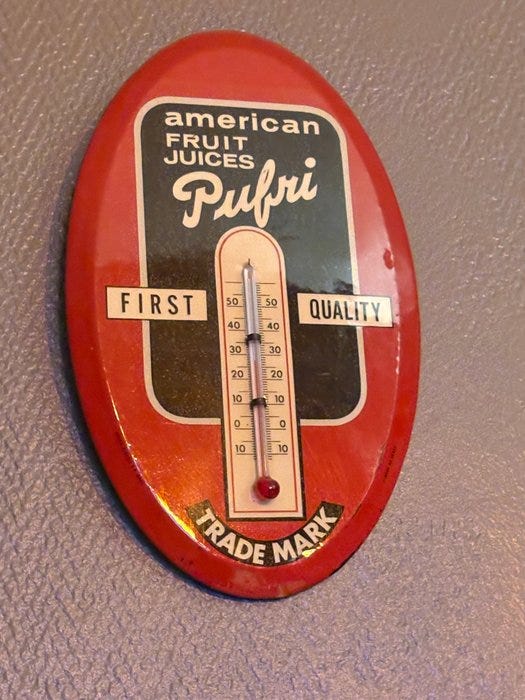 american
FRUIT
JUICES
Pufri
FIRST QUALITY
50 50
40 40
30 30
20 20
10 10
0 0
10 10
TRADE MARK